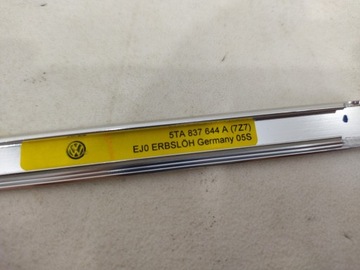 5TA 837 644 A (7Z7)
EJ0 ERBSLÖH Germany 05S